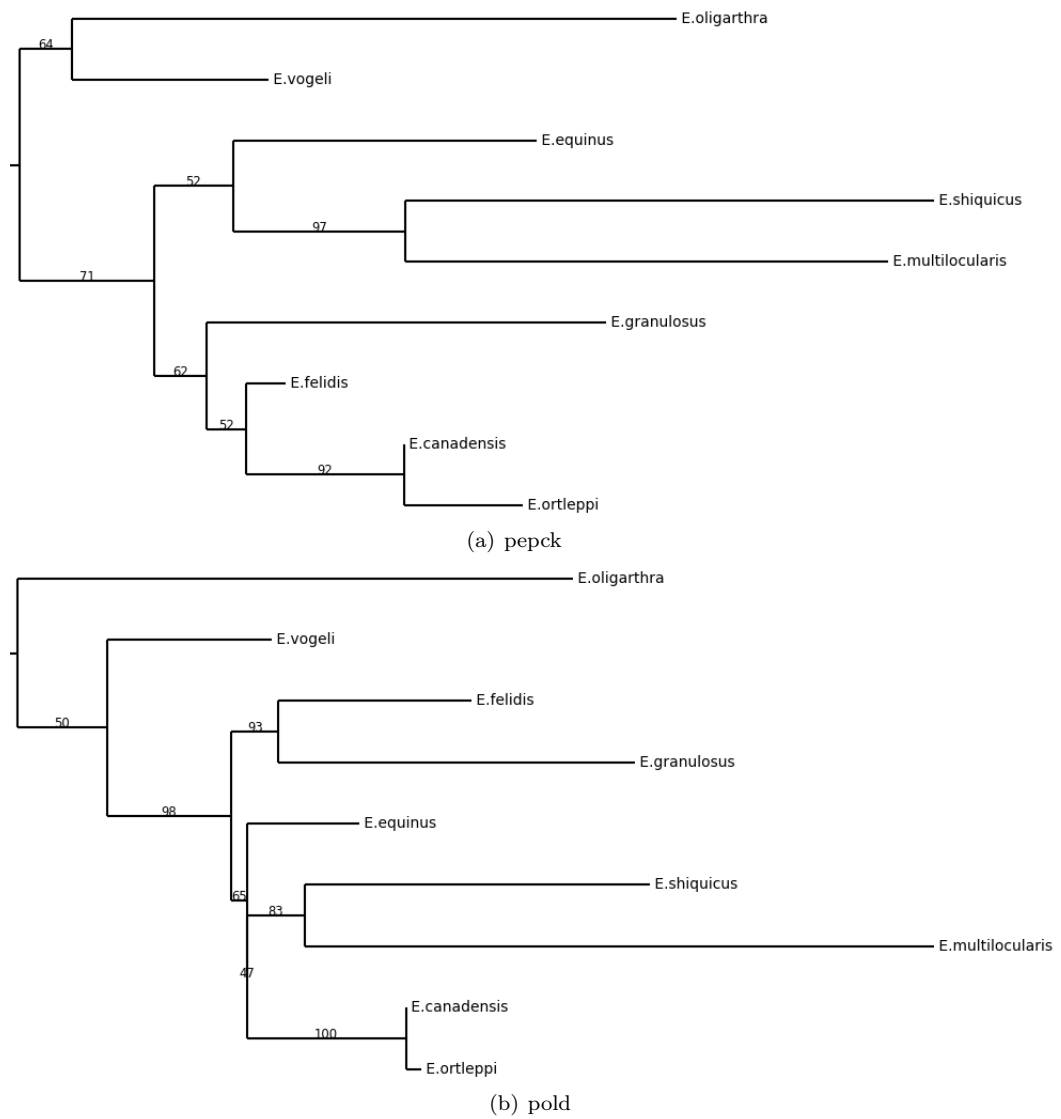 E.oligarthra
64
E.vogeli
E.equinus
52
E.shiquicus
97
E.multilocularis
71
E.granulosus
62
E.felidis
52
E.canadensis
92
E.ortleppi
(a) pepck
E.oligarthra
E.vogeli
50
E.felidis
93
E.granulosus
98
E.equinus
E.shiquicus
65
83
E.multilocularis
47
E.canadensis
100
E.ortleppi
(b) pold